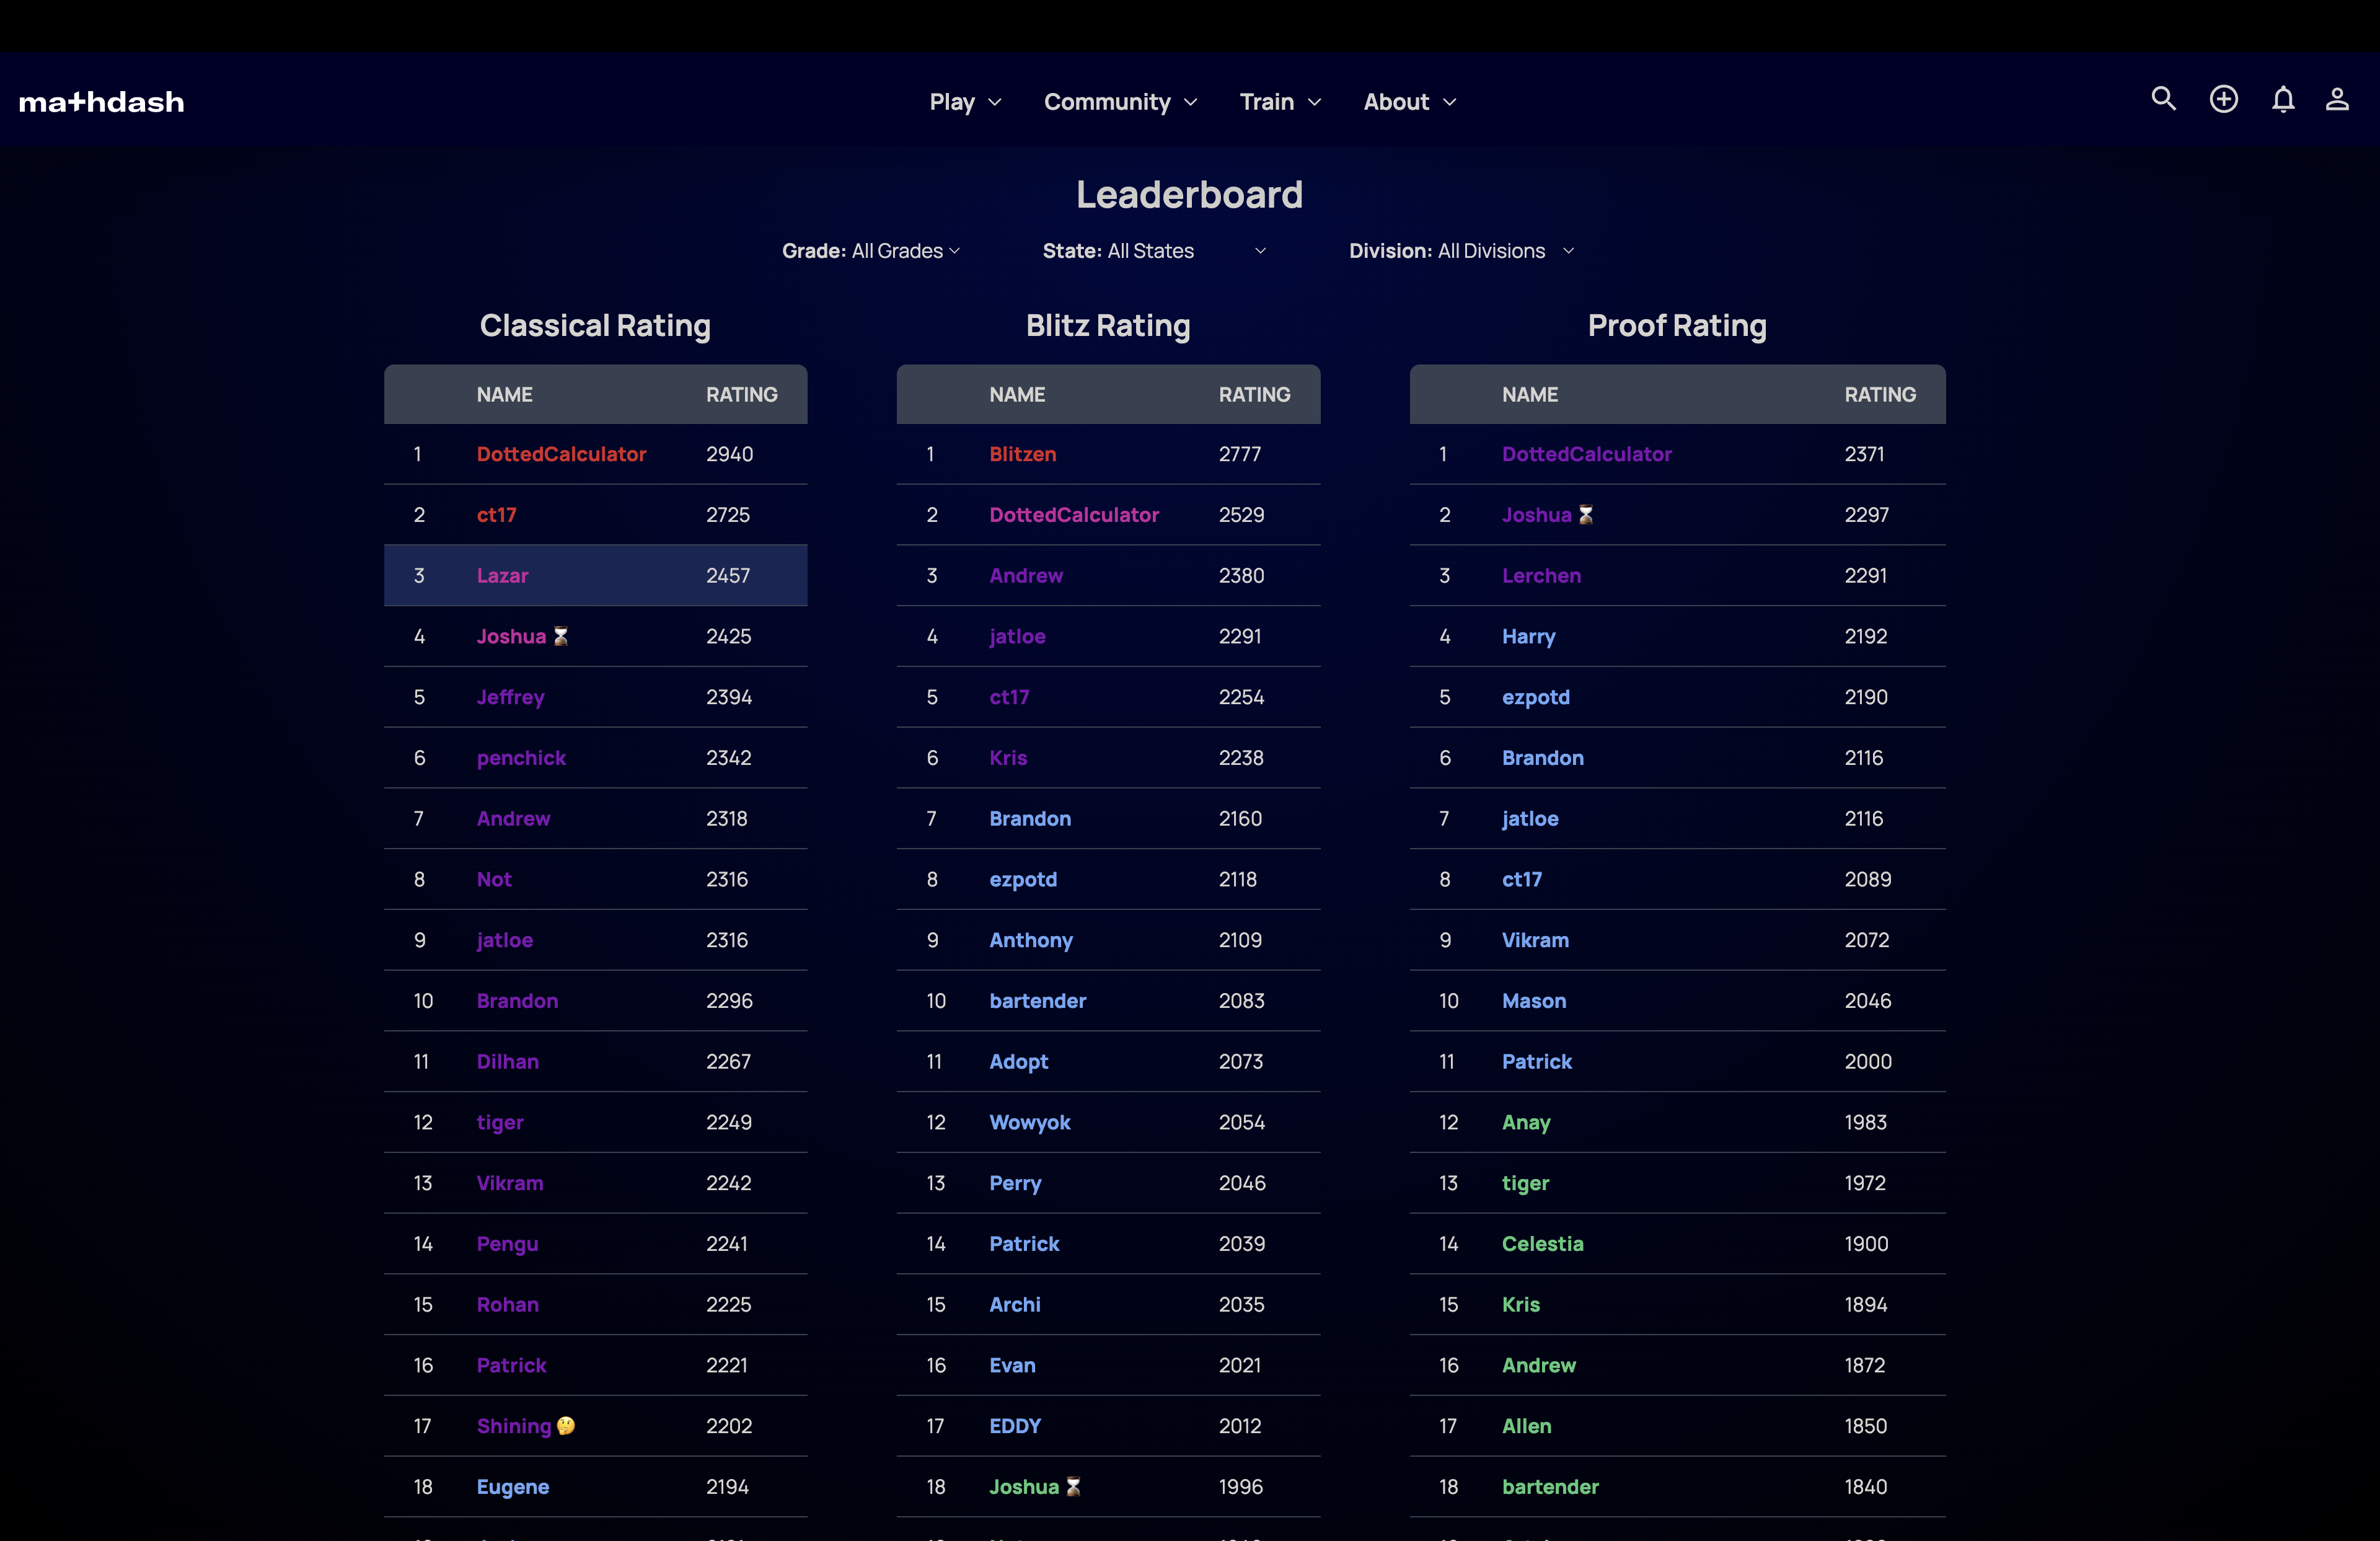 mathdash
Play Community Train About
Leaderboard
Grade: All Grades State: All States Division: All Divisions
Classical Rating
NAME RATING
1 DottedCalculator 2940
2 ct17 2725
3 Lazar 2457
4 Joshua ⏳ 2425
5 Jeffrey 2394
6 penchick 2342
7 Andrew 2318
8 Not 2316
9 jatloe 2316
10 Brandon 2296
11 Dilhan 2267
12 tiger 2249
13 Vikram 2242
14 Pengu 2241
15 Rohan 2225
16 Patrick 2221
17 Shining 🤔 2202
18 Eugene 2194
Blitz Rating
NAME RATING
1 Blitzen 2777
2 DottedCalculator 2529
3 Andrew 2380
4 jatloe 2291
5 ct17 2254
6 Kris 2238
7 Brandon 2160
8 ezpotd 2118
9 Anthony 2109
10 bartender 2083
11 Adopt 2073
12 Wowyok 2054
13 Perry 2046
14 Patrick 2039
15 Archi 2035
16 Evan 2021
17 EDDY 2012
18 Joshua ⏳ 1996
Proof Rating
NAME RATING
1 DottedCalculator 2371
2 Joshua ⏳ 2297
3 Lerchen 2291
4 Harry 2192
5 ezpotd 2190
6 Brandon 2116
7 jatloe 2116
8 ct17 2089
9 Vikram 2072
10 Mason 2046
11 Patrick 2000
12 Anay 1983
13 tiger 1972
14 Celestia 1900
15 Kris 1894
16 Andrew 1872
17 Allen 1850
18 bartender 1840